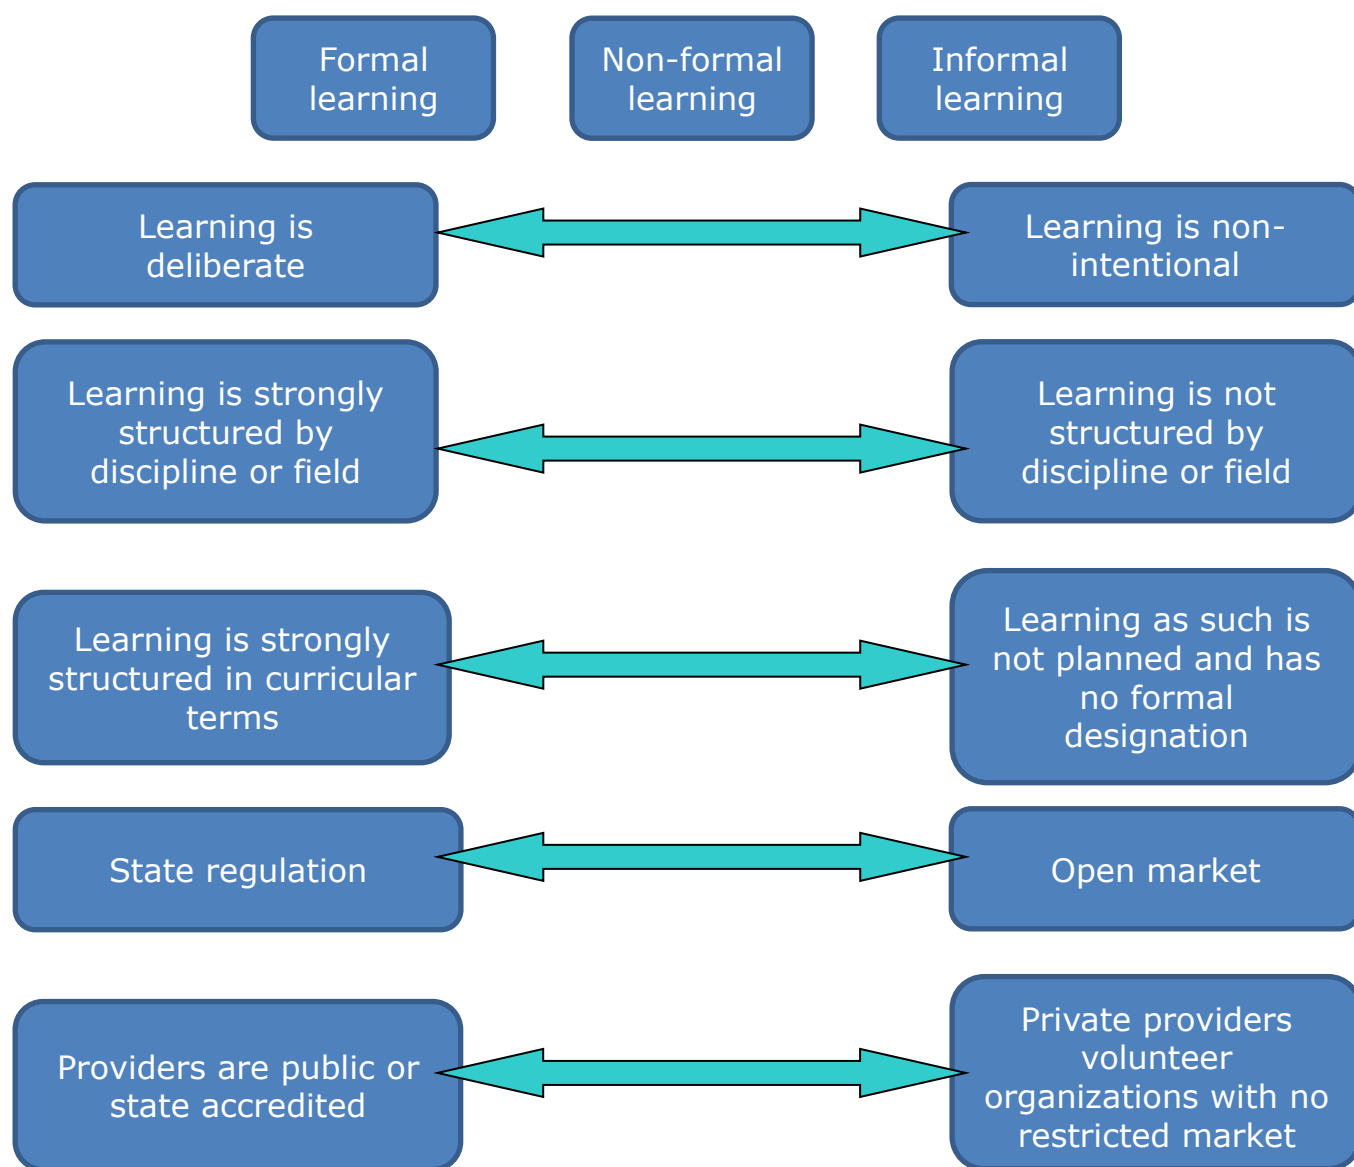 Formal
learning
Non-formal
learning
Informal
learning
Learning is
deliberate
Learning is non-
intentional
Learning is strongly
structured by
discipline or field
Learning is not
structured by
discipline or field
Learning is strongly
structured in curricular
terms
Learning as such is
not planned and has
no formal
designation
State regulation
Open market
Providers are public or
state accredited
Private providers
volunteer
organizations with no
restricted market